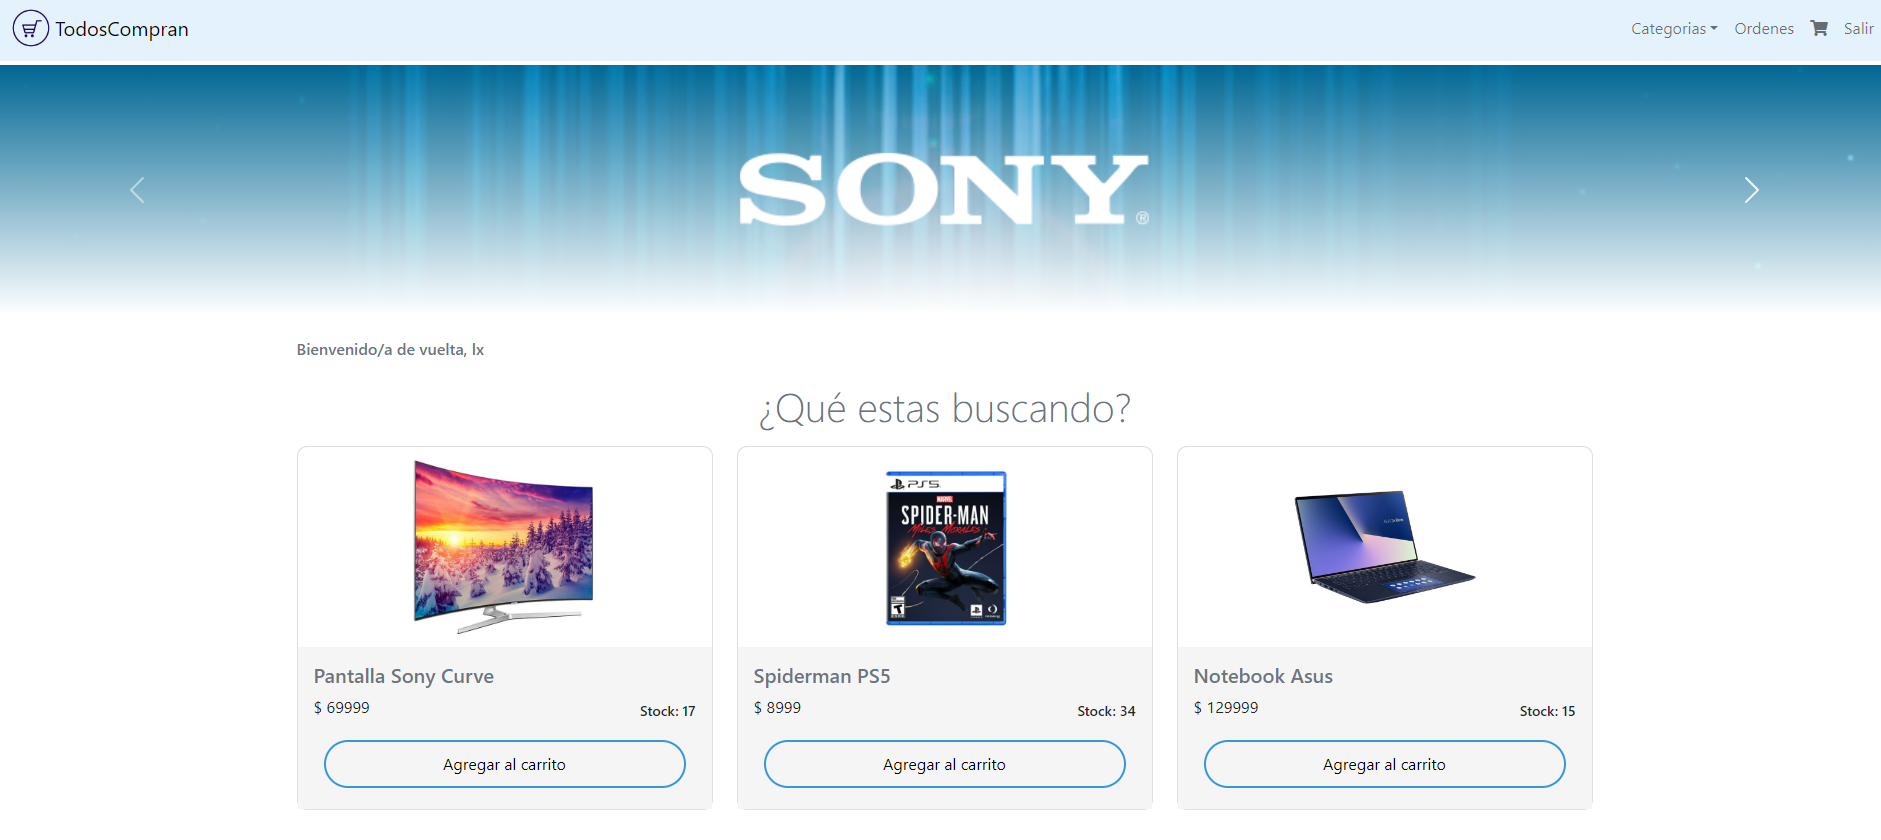 TodosCompran
Categorias Ordenes Salir
SONY®
Bienvenido/a de vuelta, lx
¿Qué estas buscando?
PS5
MARVEL
SPIDER-MAN
MILES MORALES
T
Pantalla Sony Curve
$ 69999
Stock: 17
Agregar al carrito
Spiderman PS5
$ 8999
Stock: 34
Agregar al carrito
Notebook Asus
$ 129999
Stock: 15
Agregar al carrito